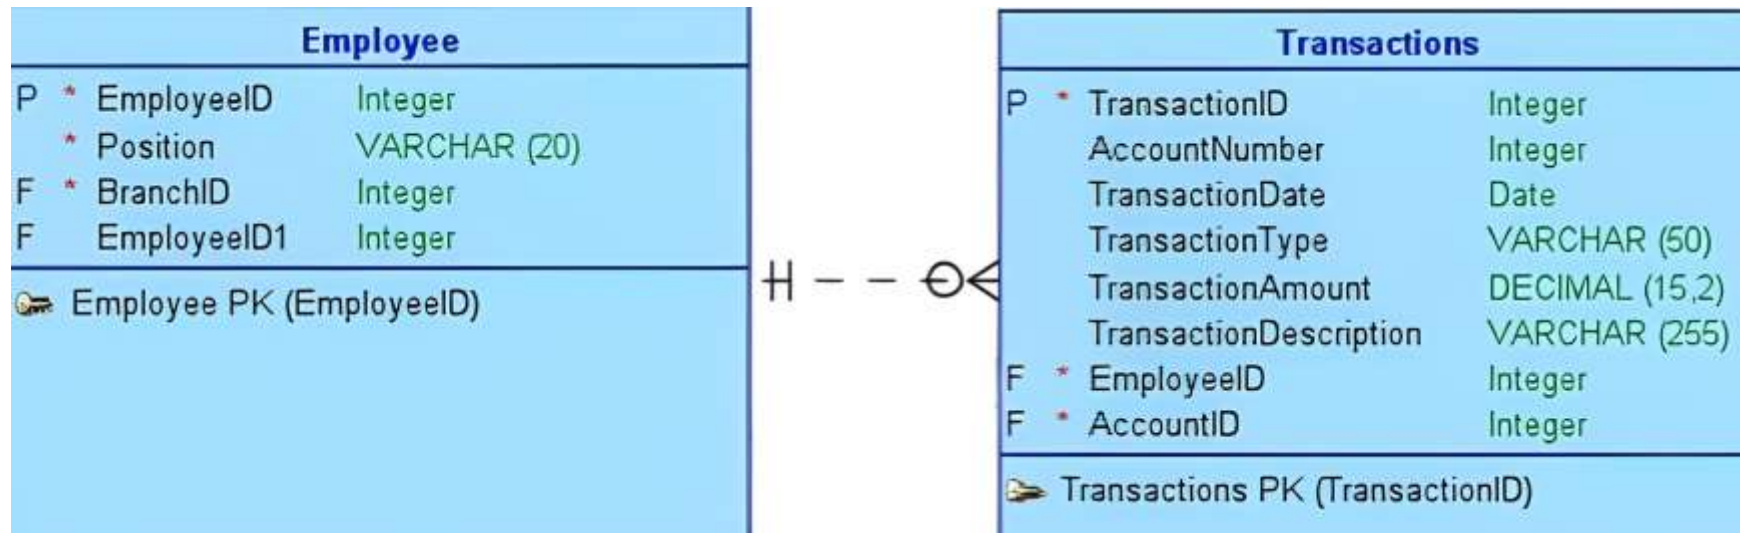 Employee
P * EmployeeID Integer
* Position VARCHAR (20)
F * BranchID Integer
F EmployeeID1 Integer
Employee PK (EmployeeID)
Transactions
P * TransactionID Integer
AccountNumber Integer
TransactionDate Date
TransactionType VARCHAR (50)
TransactionAmount DECIMAL (15,2)
TransactionDescription VARCHAR (255)
F * EmployeeID Integer
F * AccountID Integer
Transactions PK (TransactionID)